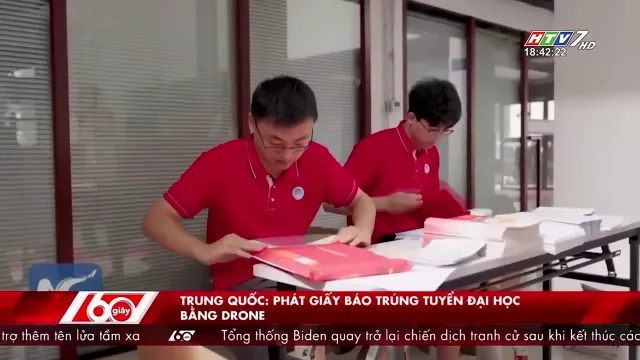 HTV7 HD
18:42:22
60 giây
TRUNG QUỐC: PHÁT GIẤY BÁO TRÚNG TUYỂN ĐẠI HỌC
BẰNG DRONE
trợ thêm tên lửa tầm xa 60 Tổng thống Biden quay trở lại chiến dịch tranh cử sau khi kết thúc các